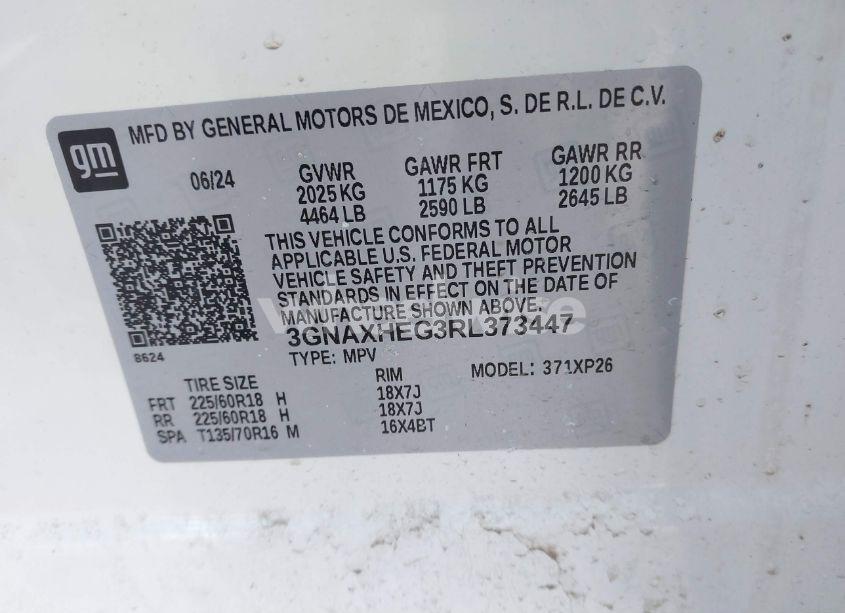 gm
MFD BY GENERAL MOTORS DE MEXICO, S. DE R.L. DE C.V.
06/24 GVWR GAWR FRT GAWR RR
2025 KG 1175 KG 1200 KG
4464 LB 2590 LB 2645 LB
THIS VEHICLE CONFORMS TO ALL
APPLICABLE U.S. FEDERAL MOTOR
VEHICLE SAFETY AND THEFT PREVENTION
STANDARDS IN EFFECT ON THE DATE OF
MANUFACTURE SHOWN ABOVE.
3GNAXHEG3RL373447
8624
TYPE: MPV MODEL: 371XP26
TIRE SIZE RIM
FRT 225/60R18 H 18X7J
RR 225/60R18 H 18X7J
SPA T135/70R16 M 16X4BT